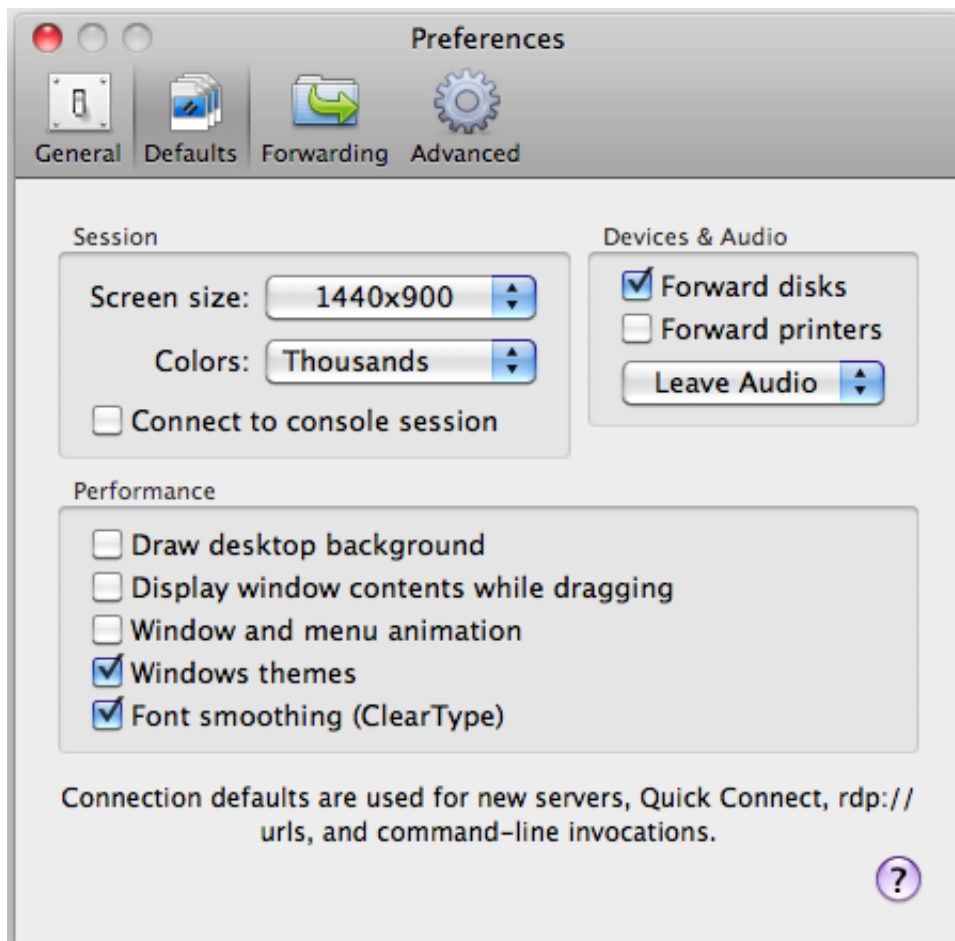 Preferences
General Defaults Forwarding Advanced
Session
Screen size: 1440x900
Colors: Thousands
Connect to console session
Devices & Audio
Forward disks
Forward printers
Leave Audio
Performance
Draw desktop background
Display window contents while dragging
Window and menu animation
Windows themes
Font smoothing (ClearType)
Connection defaults are used for new servers, Quick Connect, rdp://
urls, and command-line invocations.
?